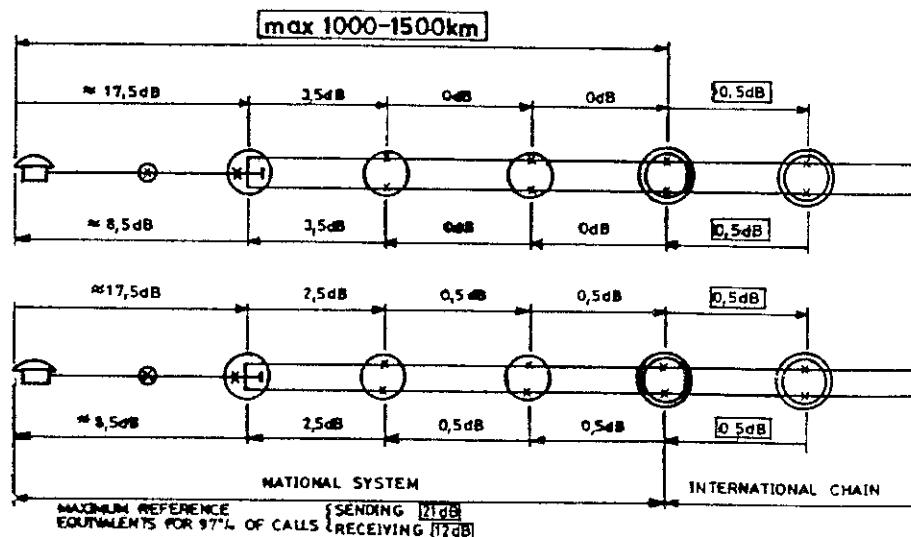 max 1000-1500km
≈ 17,5dB 3,5dB 0dB 0dB 0,5dB
≈ 8,5dB 3,5dB 0dB 0dB 0,5dB
≈17,5dB 2,5dB 0,5dB 0,5dB 0,5dB
≈ 8,5dB 2,5dB 0,5dB 0,5dB 0 5dB
NATIONAL SYSTEM INTERNATIONAL CHAIN
MAXIMUM REFERENCE SENDING 21dB
EQUIVALENTS FOR 97% OF CALLS RECEIVING 12dB